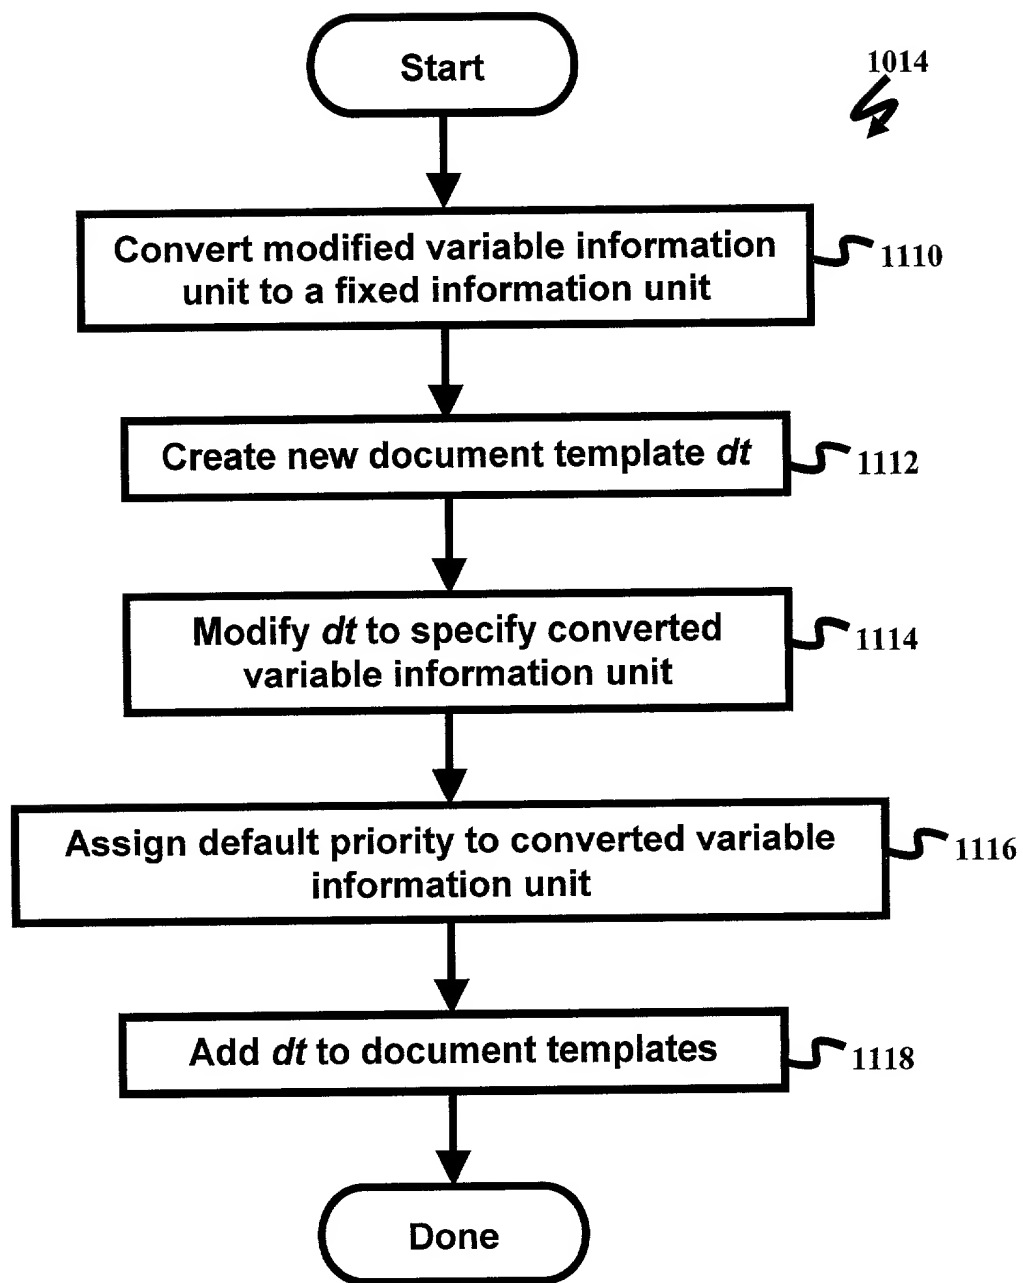 Start
1014
Convert modified variable information
unit to a fixed information unit
1110
Create new document template dt
1112
Modify dt to specify converted
variable information unit
1114
Assign default priority to converted variable
information unit
1116
Add dt to document templates
1118
Done